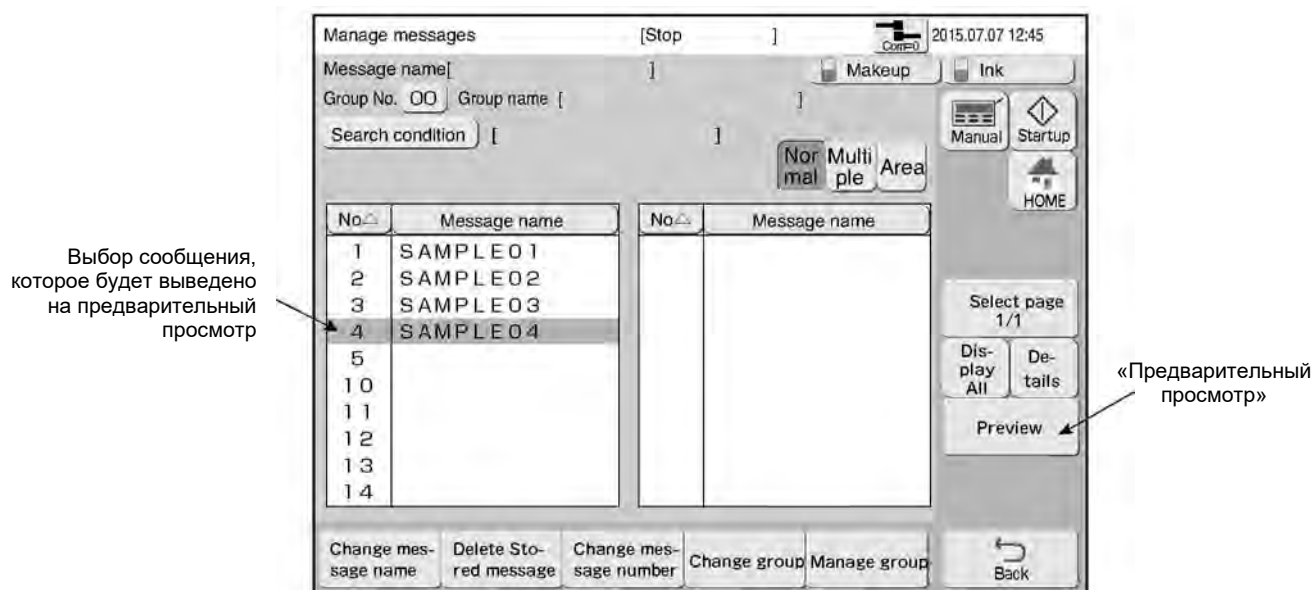 Manage messages [Stop ] Com=0 2015.07.07 12:45
Message name[ ] Makeup Ink
Group No. 00 Group name [ ]
Manual Startup
Search condition [ ]
Nor
mal
Multi
ple
Area
HOME
No△ Message name No△ Message name
1 SAMPLE01
2 SAMPLE02
3 SAMPLE03
4 SAMPLE04
5
10
11
12
13
14
Выбор сообщения,
которое будет выведено
на предварительный
просмотр
Select page
1/1
Dis-
play
All
De-
tails
Preview
«Предварительный
просмотр»
Change mes-
sage name
Delete Sto-
red message
Change mes-
sage number
Change group
Manage group
Back